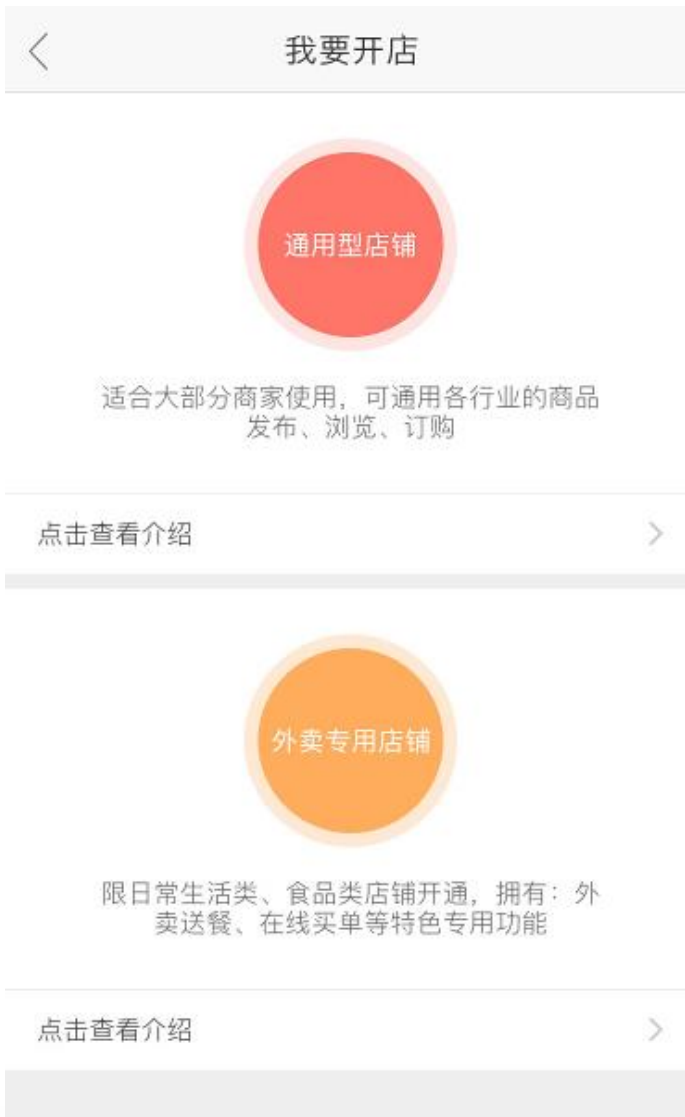 我要开店
通用型店铺
适合大部分商家使用，可通用各行业的商品
发布、浏览、订购
点击查看介绍
外卖专用店铺
限日常生活类、食品类店铺开通，拥有：外
卖送餐、在线买单等特色专用功能
点击查看介绍